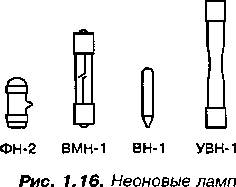 ФН-2 ВМН-1 ВН-1 УВН-1
Рис. 1.16. Неоновые ламп